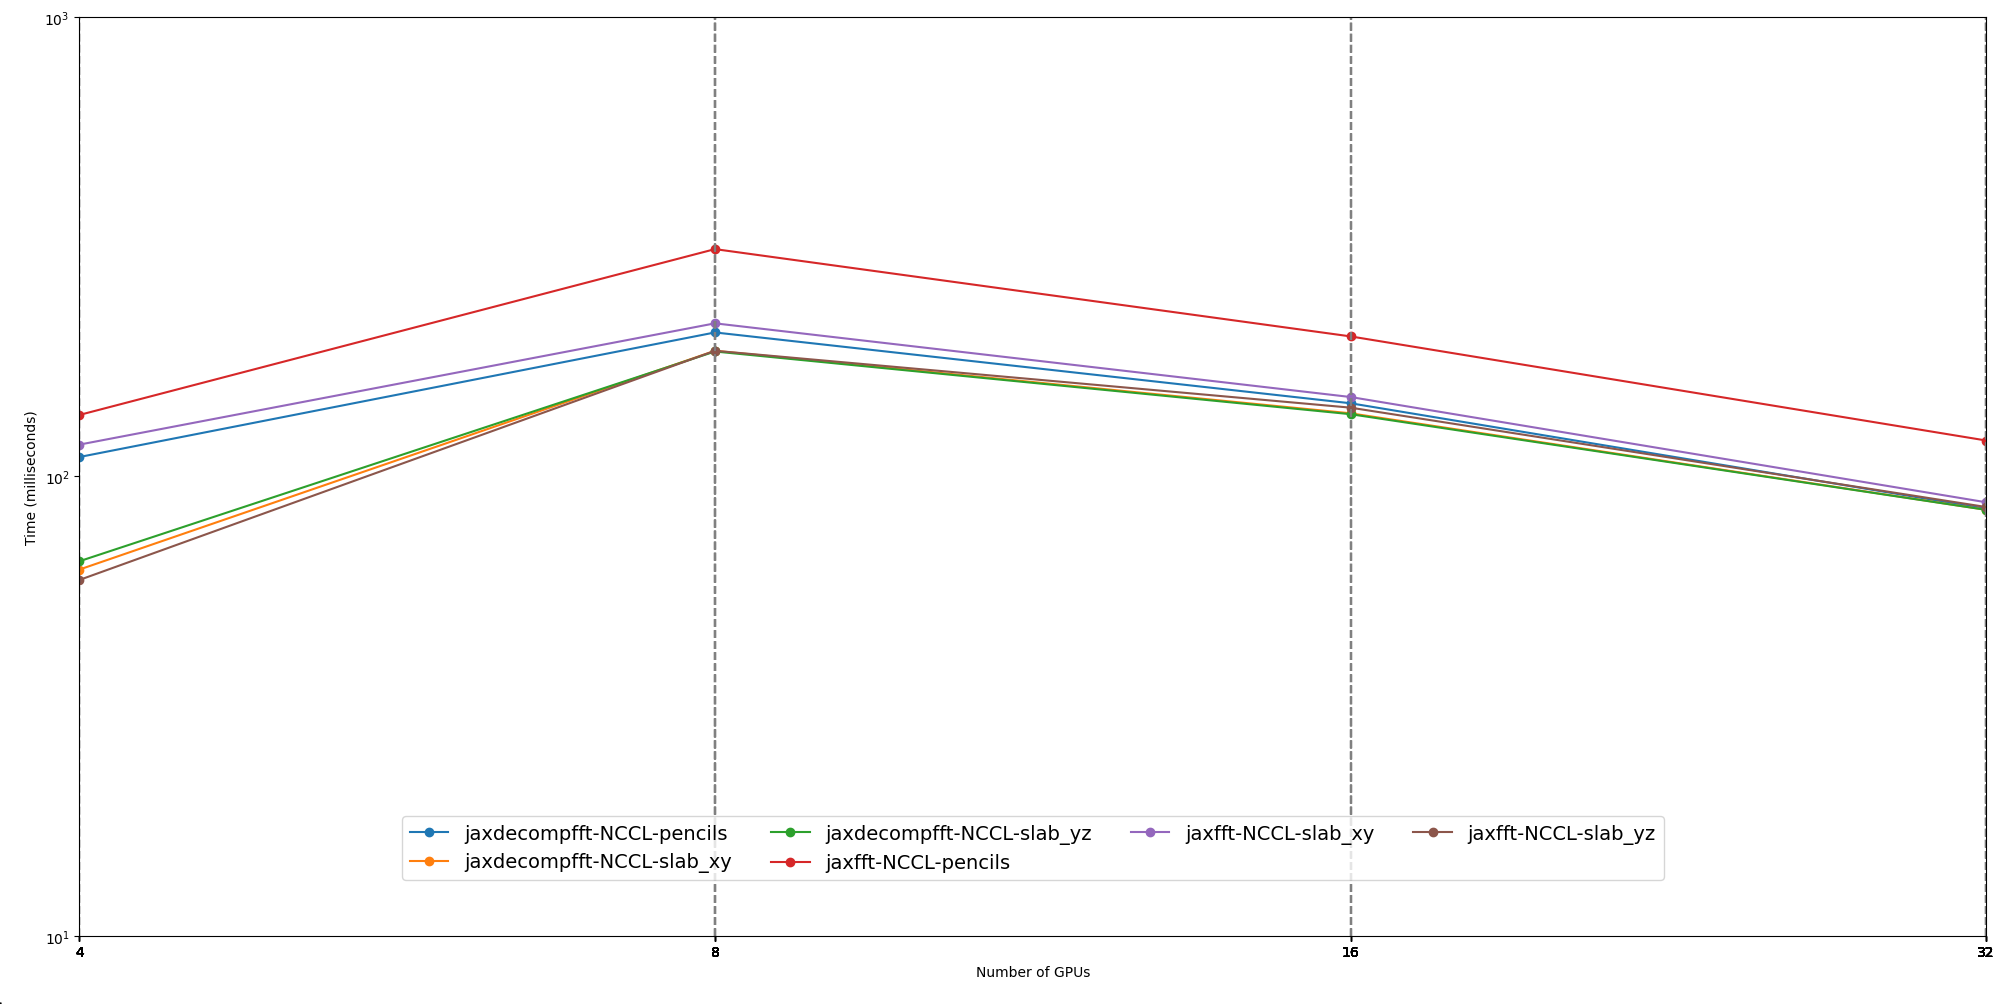 10³
10²
10¹
Time (milliseconds)
4
8
16
32
Number of GPUs
jaxdecompfft-NCCL-pencils
jaxdecompfft-NCCL-slab_xy
jaxdecompfft-NCCL-slab_yz
jaxfft-NCCL-pencils
jaxfft-NCCL-slab_xy
jaxfft-NCCL-slab_yz